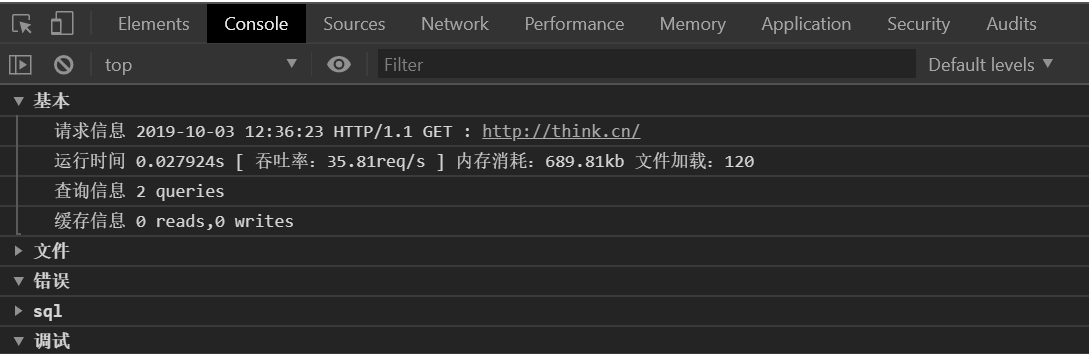 Elements Console Sources Network Performance Memory Application Security Audits
top Filter Default levels
基本
请求信息 2019-10-03 12:36:23 HTTP/1.1 GET : http://think.cn/
运行时间 0.027924s [ 吞吐率：35.81req/s ] 内存消耗：689.81kb 文件加载：120
查询信息 2 queries
缓存信息 0 reads,0 writes
文件
错误
sql
调试